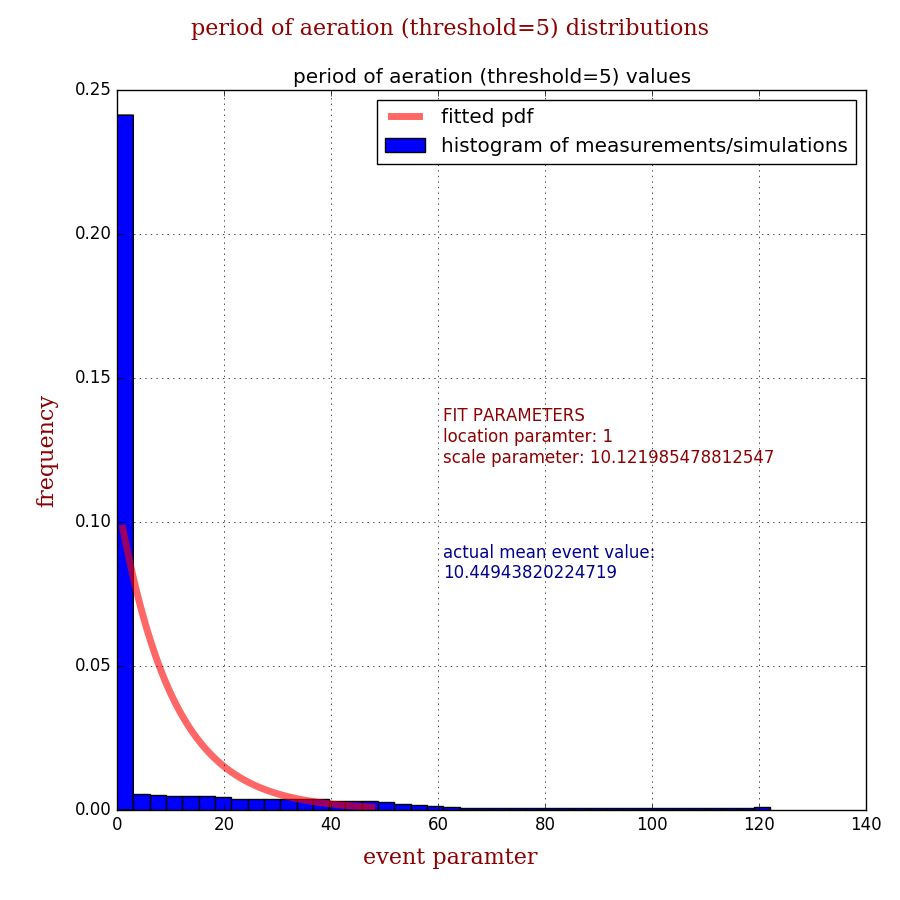 period of aeration (threshold=5) distributions
period of aeration (threshold=5) values
fitted pdf
histogram of measurements/simulations
0.25
0.20
0.15
0.10
0.05
0.00
frequency
FIT PARAMETERS
location paramter: 1
scale parameter: 10.121985478812547
actual mean event value:
10.44943820224719
0 20 40 60 80 100 120 140
event paramter